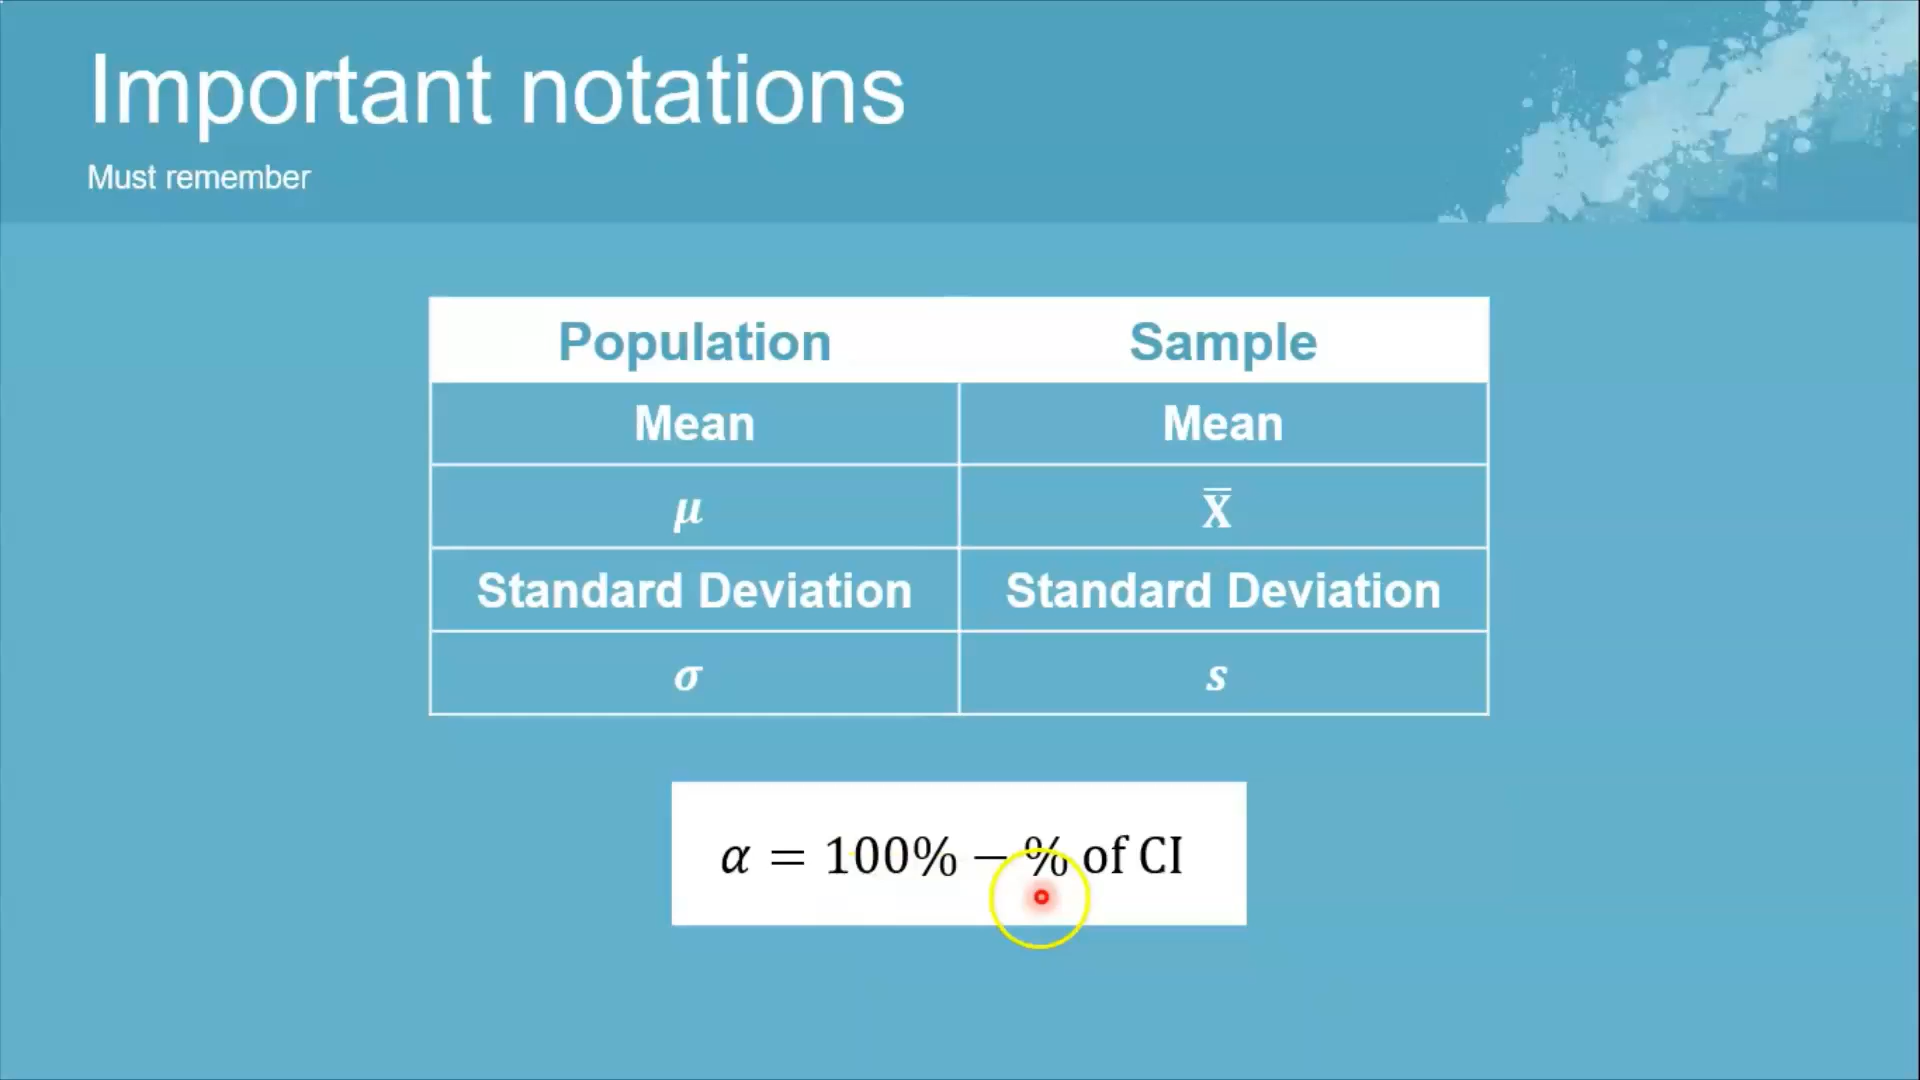 Important notations
Must remember
Population Sample
Mean Mean
μ X̅
Standard Deviation Standard Deviation
σ s
α = 100% − % of CI